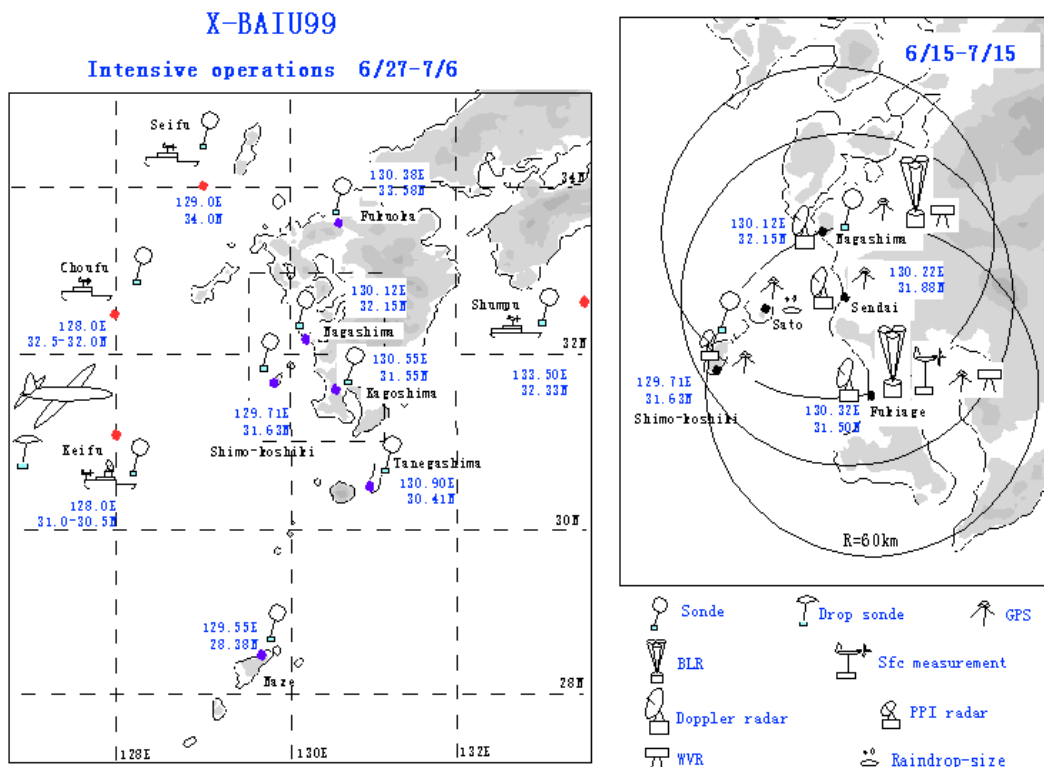 X-BAIU99
Intensive operations 6/27-7/6
Seifu
129.0E
34.0N
130.38E
33.58N
34N
Fukuoka
Choufu
128.0E
32.5-32.0N
130.12E
32.15N
Nagashima
Shumpu
133.50E
32.33N
32N
130.55E
31.55N
Kagoshima
129.71E
31.63N
Shimo-koshiki
Keifu
128.0E
31.0-30.5N
Tanegashima
130.90E
30.41N
30N
129.55E
28.38N
Naze
28N
128E
130E
132E
6/15-7/15
130.12E
32.15N
Nagashima
130.22E
31.88N
Sendai
Sato
129.71E
31.63N
Shimo-koshiki
130.32E
31.50N
Fukiage
R=60km
Sonde
Drop sonde
GPS
BLR
Sfc measurement
Doppler radar
PPI radar
WVR
Raindrop-size